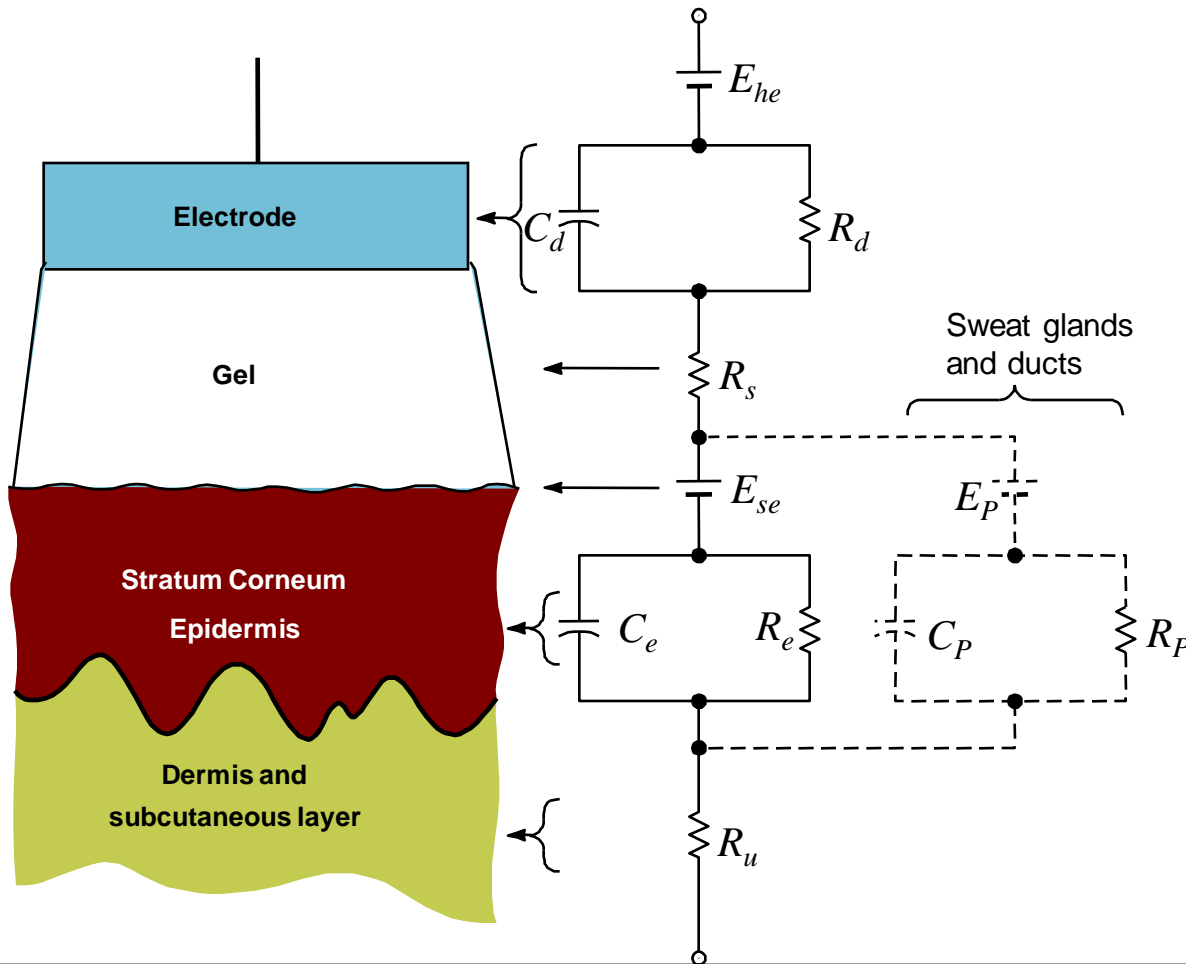 E_he
Electrode
C_d
R_d
Sweat glands
and ducts
Gel
R_s
E_se
E_P
Stratum Corneum
Epidermis
C_e
R_e
C_P
R_P
Dermis and
subcutaneous layer
R_u